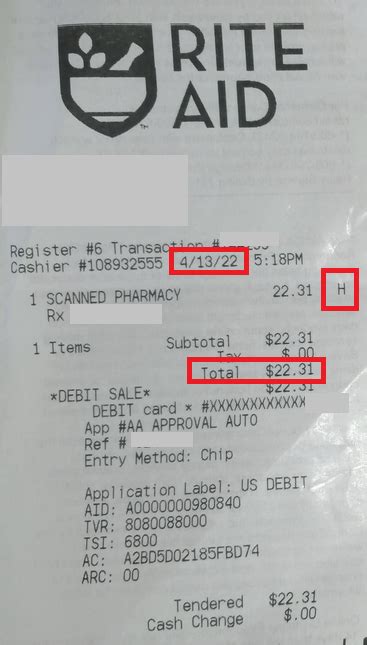 RITE
AID
Register #6 Transaction #
Cashier #108932555 4/13/22 5:18PM
1 SCANNED PHARMACY 22.31 H
Rx
1 Items Subtotal $22.31
Tax $.00
Total $22.31
*DEBIT SALE* $22.31
DEBIT card * #XXXXXXXXXXXX
App #AA APPROVAL AUTO
Ref #
Entry Method: Chip
Application Label: US DEBIT
AID: A0000000980840
TVR: 8080088000
TSI: 6800
AC: A2BD5D02185FBD74
ARC: 00
Tendered $22.31
Cash Change $.00